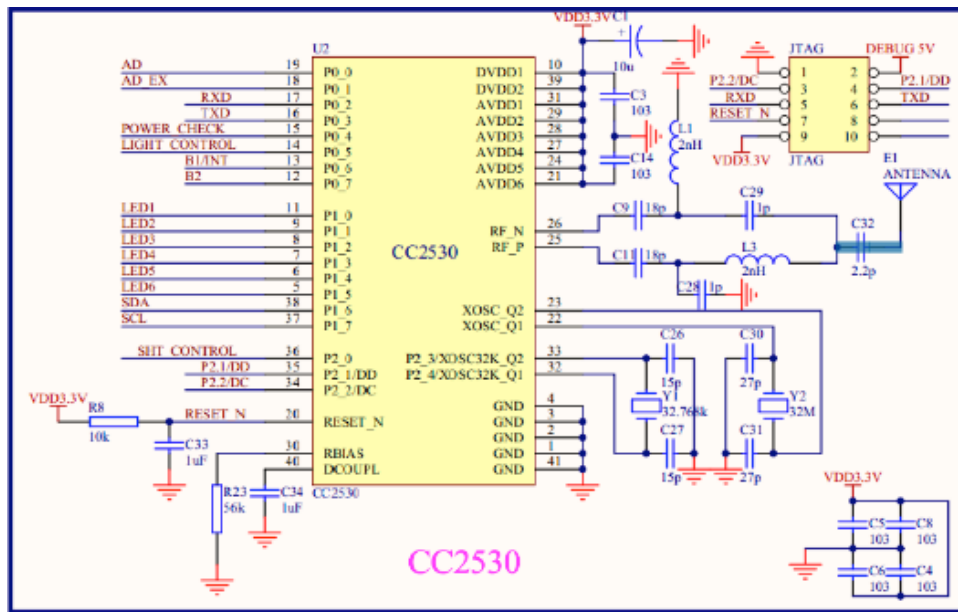 VDD3.3V
C1
10u
U2
JTAG
DEBUG 5V
AD 19 P0_0
AD_EX 18 P0_1
RXD 17 P0_2
TXD 16 P0_3
POWER CHECK 15 P0_4
LIGHT CONTROL 14 P0_5
B1/INT 13 P0_6
B2 12 P0_7
LED1 11 P1_0
LED2 9 P1_1
LED3 8 P1_2
LED4 7 P1_3
LED5 6 P1_4
LED6 5 P1_5
SDA 38 P1_6
SCL 37 P1_7
SHT CONTROL 36 P2_0
P2.1/DD 35 P2_1/DD
P2.2/DC 34 P2_2/DC
RESET_N 20 RESET_N
30 RBIAS
40 DCOUPL
CC2530
CC2530
DVDD1 10
DVDD2 39
AVDD1 31
AVDD2 29
AVDD3 28
AVDD4 27
AVDD5 24
AVDD6 21
RF_N 26
RF_P 25
XOSC_Q2 23
XOSC_Q1 22
P2_3/XOSC32K_Q2 33
P2_4/XOSC32K_Q1 32
GND 4
GND 3
GND 2
GND 1
GND 41
C3
103
C14
103
L1
2nH
1 2
P2.2/DC 3 4 P2.1/DD
RXD 5 6 TXD
RESET N 7 8
9 10
VDD3.3V
JTAG
E1
ANTENNA
C9 18p
C29
1p
C32
2.2p
C11 18p
L3
2nH
C28 1p
C26
15p
C30
27p
Y1
32.768k
Y2
32M
C27
15p
C31
27p
VDD3.3V
R8
10k
C33
1uF
R23
56k
C34
1uF
VDD3.3V
C5
103
C8
103
C6
103
C4
103
CC2530